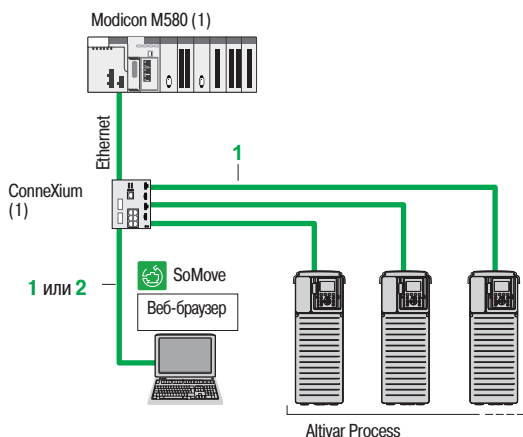 Modicon M580 (1)
Ethernet
1
ConneXium
(1)
1 или 2
SoMove
Веб-браузер
Altivar Process